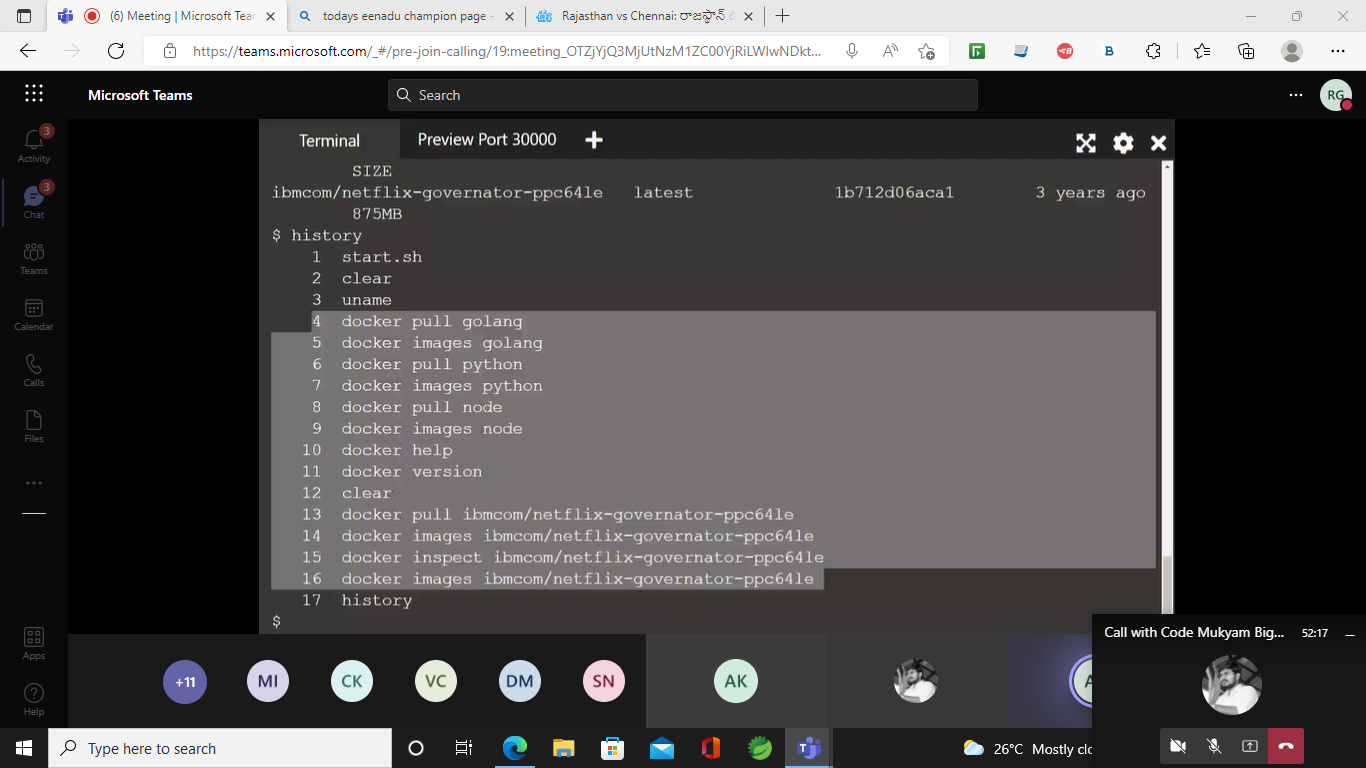 (6) Meeting | Microsoft Tean
todays eenadu champion page -
Rajasthan vs Chennai: రాజస్థాన్
https://teams.microsoft.com/_#/pre-join-calling/19:meeting_OTZjYjQ3MjUtNzM1ZC00YjRiLWIwNDkt...
Microsoft Teams
Search
...
RG
3
Activity
3
Chat
Teams
Calendar
Calls
Files
...
Apps
Help
Terminal
Preview Port 30000
SIZE
ibmcom/netflix-governator-ppc64le latest 1b712d06aca1 3 years ago
875MB
$ history
1 start.sh
2 clear
3 uname
4 docker pull golang
5 docker images golang
6 docker pull python
7 docker images python
8 docker pull node
9 docker images node
10 docker help
11 docker version
12 clear
13 docker pull ibmcom/netflix-governator-ppc64le
14 docker images ibmcom/netflix-governator-ppc64le
15 docker inspect ibmcom/netflix-governator-ppc64le
16 docker images ibmcom/netflix-governator-ppc64le
17 history
$
+11
MI
CK
VC
DM
SN
AK
A
Call with Code Mukyam Big... 52:17
Type here to search
26°C Mostly clo